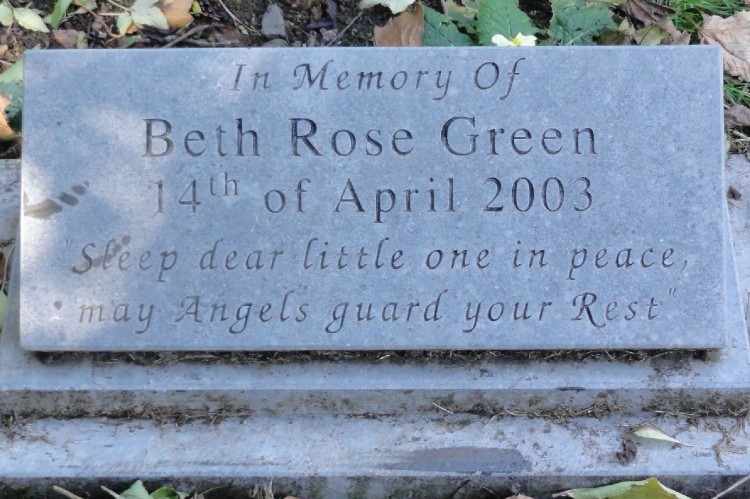 In Memory Of
Beth Rose Green
14th of April 2003
"Sleep dear little one in peace,
may Angels guard your Rest"